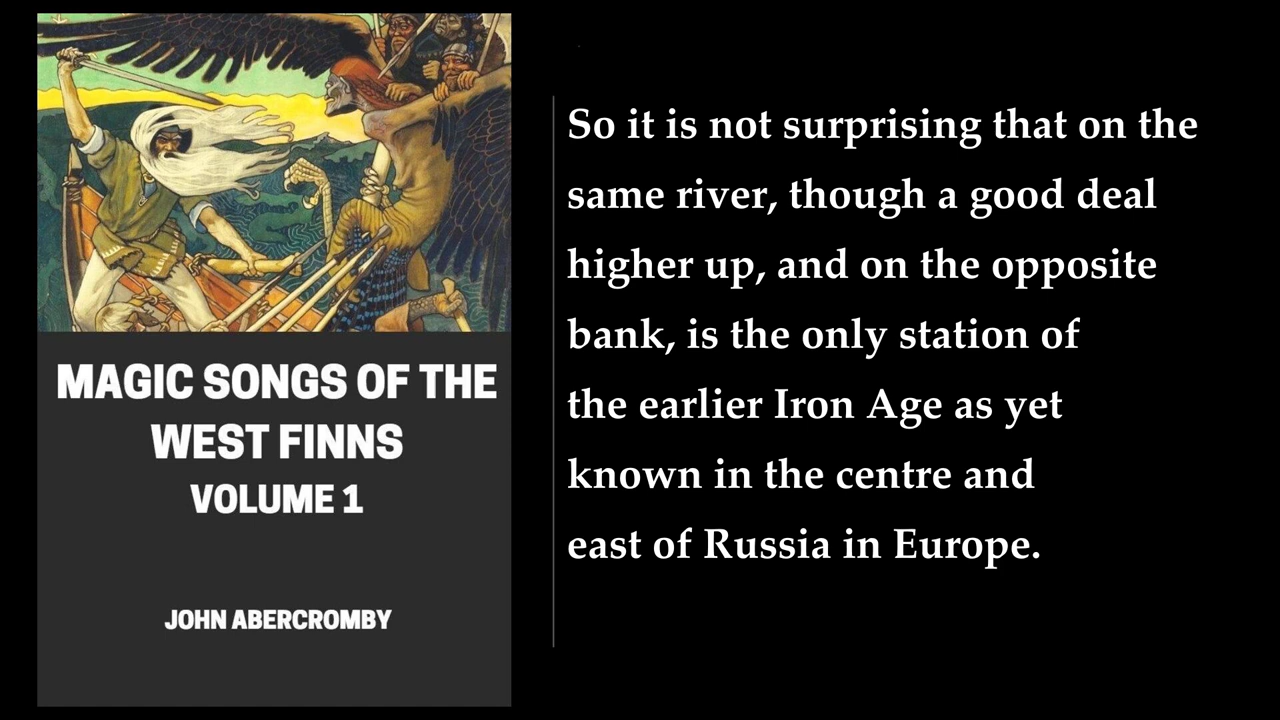 MAGIC SONGS OF THE
WEST FINNS
VOLUME 1
JOHN ABERCROMBY
So it is not surprising that on the
same river, though a good deal
higher up, and on the opposite
bank, is the only station of
the earlier Iron Age as yet
known in the centre and
east of Russia in Europe.